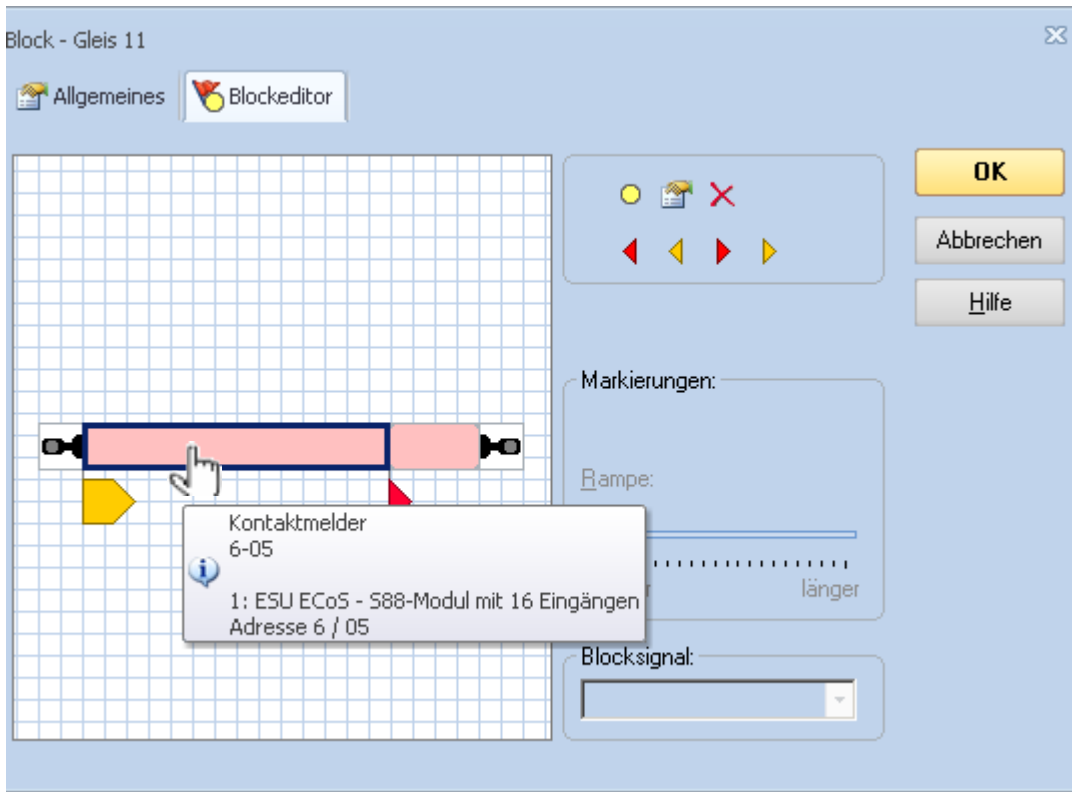 Block - Gleis 11
Allgemeines
Blockeditor
OK
Abbrechen
Hilfe
Markierungen:
Rampe:
länger
Kontaktmelder
6-05
1: ESU ECoS - S88-Modul mit 16 Eingängen
Adresse 6 / 05
Blocksignal: